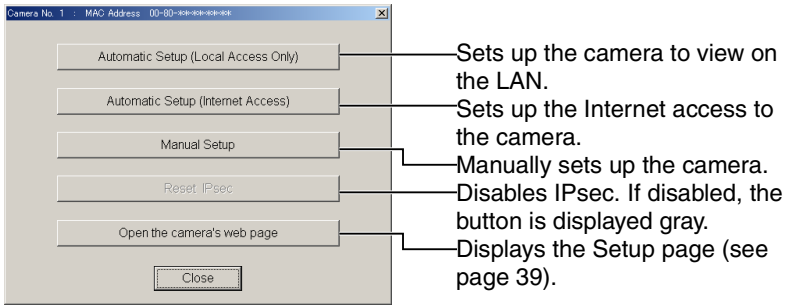 Camera No. 1 : MAC Address 00-80-**-**-**-**
Automatic Setup (Local Access Only)
Automatic Setup (Internet Access)
Manual Setup
Reset IPsec
Open the camera's web page
Close
Sets up the camera to view on
the LAN.
Sets up the Internet access to
the camera.
Manually sets up the camera.
Disables IPsec. If disabled, the
button is displayed gray.
Displays the Setup page (see
page 39).